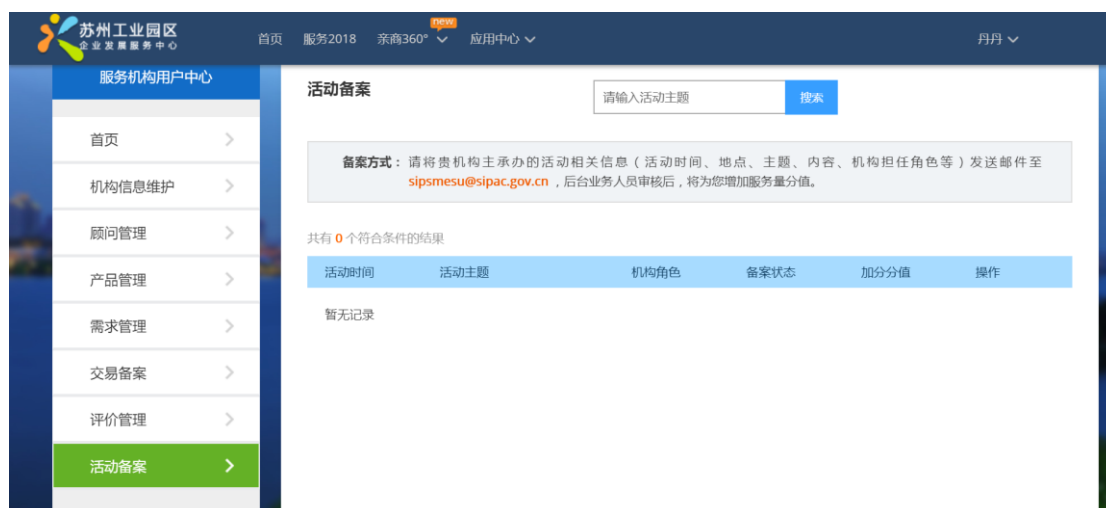 苏州工业园区
企业发展服务中心
首页 服务2018 亲商360° new 应用中心
丹丹
服务机构用户中心
首页
机构信息维护
顾问管理
产品管理
需求管理
交易备案
评价管理
活动备案
活动备案
请输入活动主题 搜索
备案方式：请将贵机构主承办的活动相关信息（活动时间、地点、主题、内容、机构担任角色等）发送邮件至
sipsmesu@sipac.gov.cn ，后台业务人员审核后，将为您增加服务量分值。
共有 0 个符合条件的结果
活动时间 活动主题 机构角色 备案状态 加分分值 操作
暂无记录